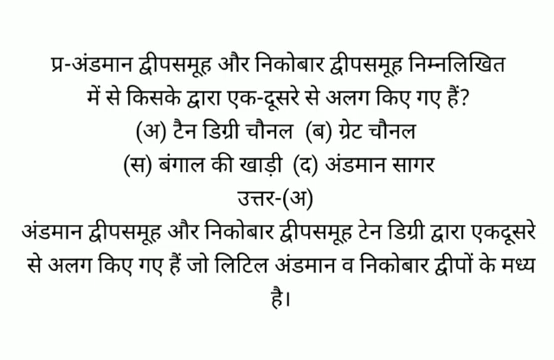 प्र-अंडमान द्वीपसमूह और निकोबार द्वीपसमूह निम्नलिखित
में से किसके द्वारा एक-दूसरे से अलग किए गए हैं?
(अ) टैन डिग्री चौनल (ब) ग्रेट चौनल
(स) बंगाल की खाड़ी (द) अंडमान सागर
उत्तर-(अ)
अंडमान द्वीपसमूह और निकोबार द्वीपसमूह टेन डिग्री द्वारा एकदूसरे
से अलग किए गए हैं जो लिटिल अंडमान व निकोबार द्वीपों के मध्य
है।